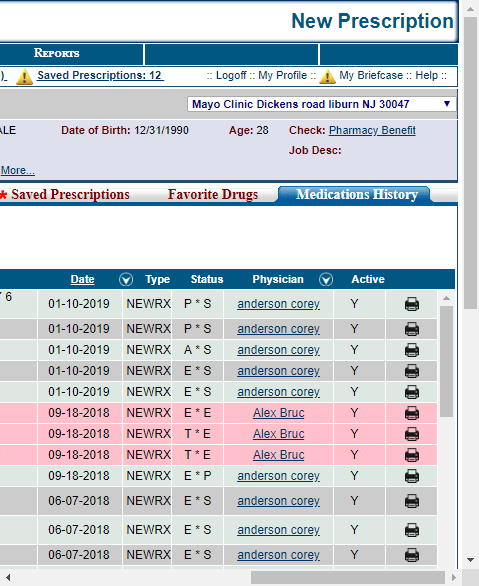 New Prescription
REPORTS
) Saved Prescriptions: 12 :: Logoff :: My Profile :: My Briefcase :: Help ::
Mayo Clinic Dickens road liburn NJ 30047
ALE Date of Birth: 12/31/1990 Age: 28 Check: Pharmacy Benefit
Job Desc:
More...
* Saved Prescriptions Favorite Drugs Medications History
Date Type Status Physician Active
6 01-10-2019 NEWRX P * S anderson corey Y
01-10-2019 NEWRX P * S anderson corey Y
01-10-2019 NEWRX A * S anderson corey Y
01-10-2019 NEWRX E * S anderson corey Y
01-10-2019 NEWRX E * S anderson corey Y
09-18-2018 NEWRX E * E Alex Bruc Y
09-18-2018 NEWRX T * E Alex Bruc Y
09-18-2018 NEWRX T * E Alex Bruc Y
09-18-2018 NEWRX E * P anderson corey Y
06-07-2018 NEWRX E * S anderson corey Y
06-07-2018 NEWRX E * S anderson corey Y
06-07-2018 NEWRX E * S anderson corey Y